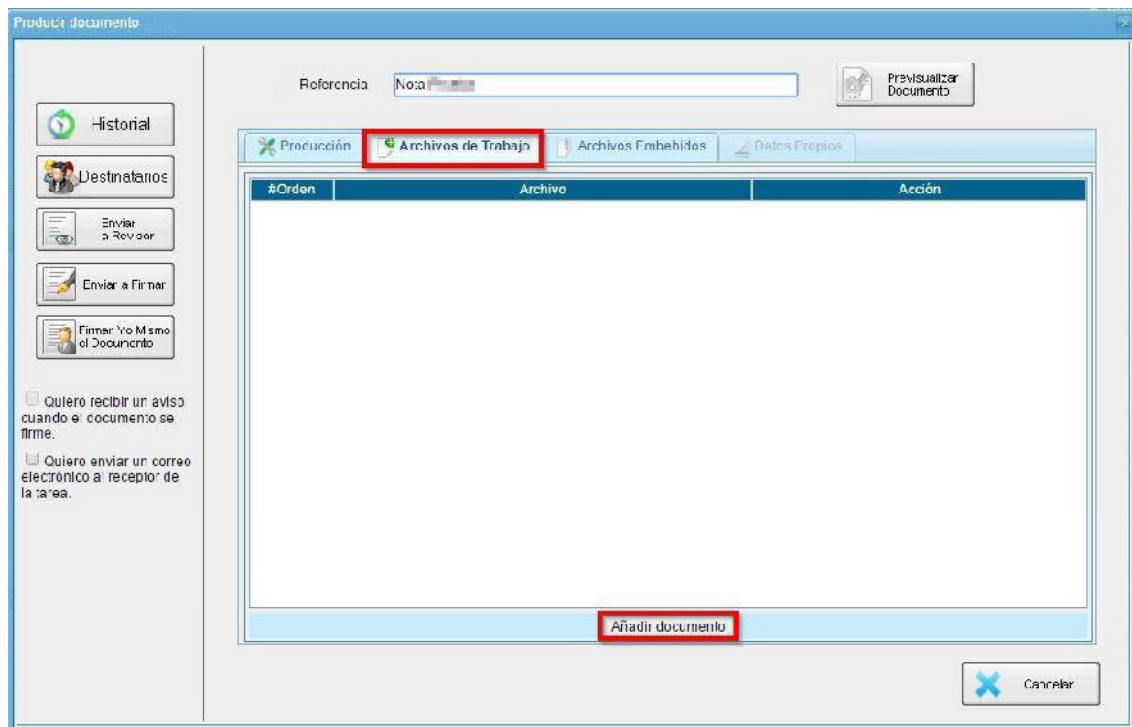 Producir documento
Referencia
Nota
Previsualizar
Documento
Historial
Destinatarios
Enviar
a Revisar
Enviar a Firmar
Firmar Yo Mismo
el Documento
Quiero recibir un aviso
cuando el documento se
firme.
Quiero enviar un correo
electrónico al receptor de
la tarea.
Producción
Archivos de Trabajo
Archivos Embebidos
Datos Propios
#Orden Archivo Acción
Añadir documento
Cancelar